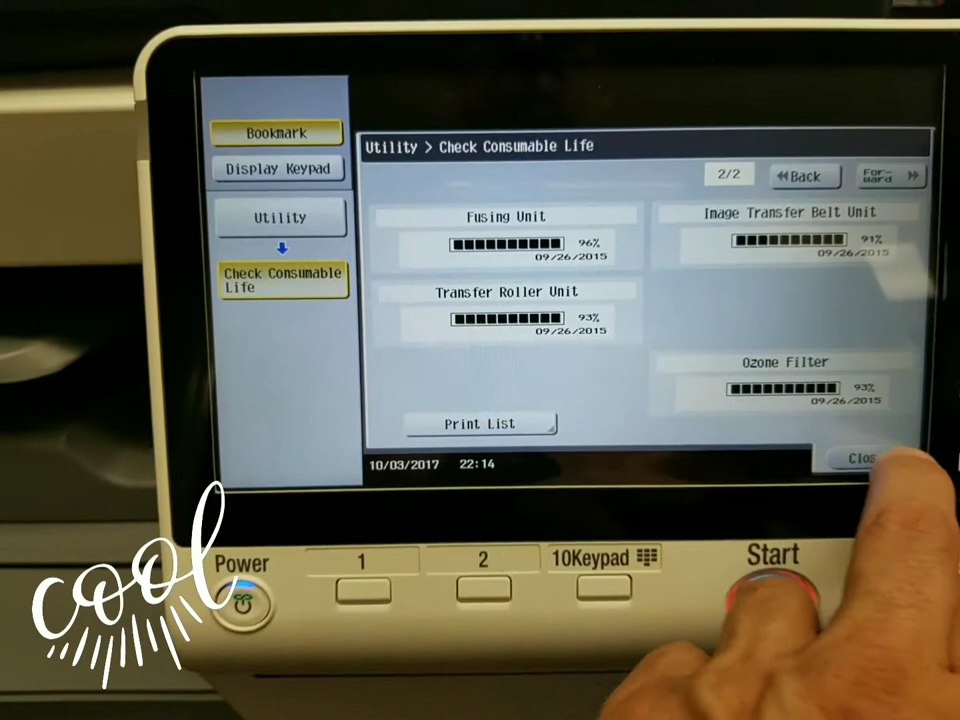 Bookmark
Display Keypad
Utility
Check Consumable
Life
Utility > Check Consumable Life
2/2
Back
For-
ward
Fusing Unit
96%
09/26/2015
Image Transfer Belt Unit
91%
09/26/2015
Transfer Roller Unit
93%
09/26/2015
Ozone Filter
93%
09/26/2015
Print List
Clos
10/03/2017 22:14
Power
1
2
10Keypad
Start
cool